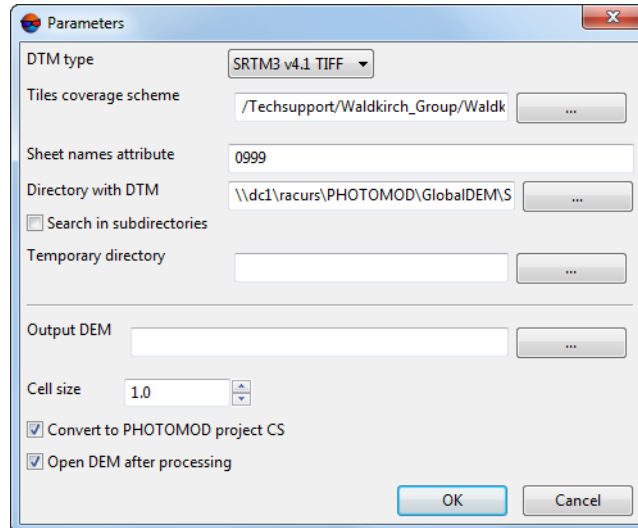 Parameters
DTM type
SRTM3 v4.1 TIFF
Tiles coverage scheme
/Techsupport/Waldkirch_Group/Waldk
...
Sheet names attribute
0999
Directory with DTM
\\dc1\racurs\PHOTOMOD\GlobalDEM\S
...
Search in subdirectories
Temporary directory
...
Output DEM
...
Cell size
1.0
Convert to PHOTOMOD project CS
Open DEM after processing
OK
Cancel